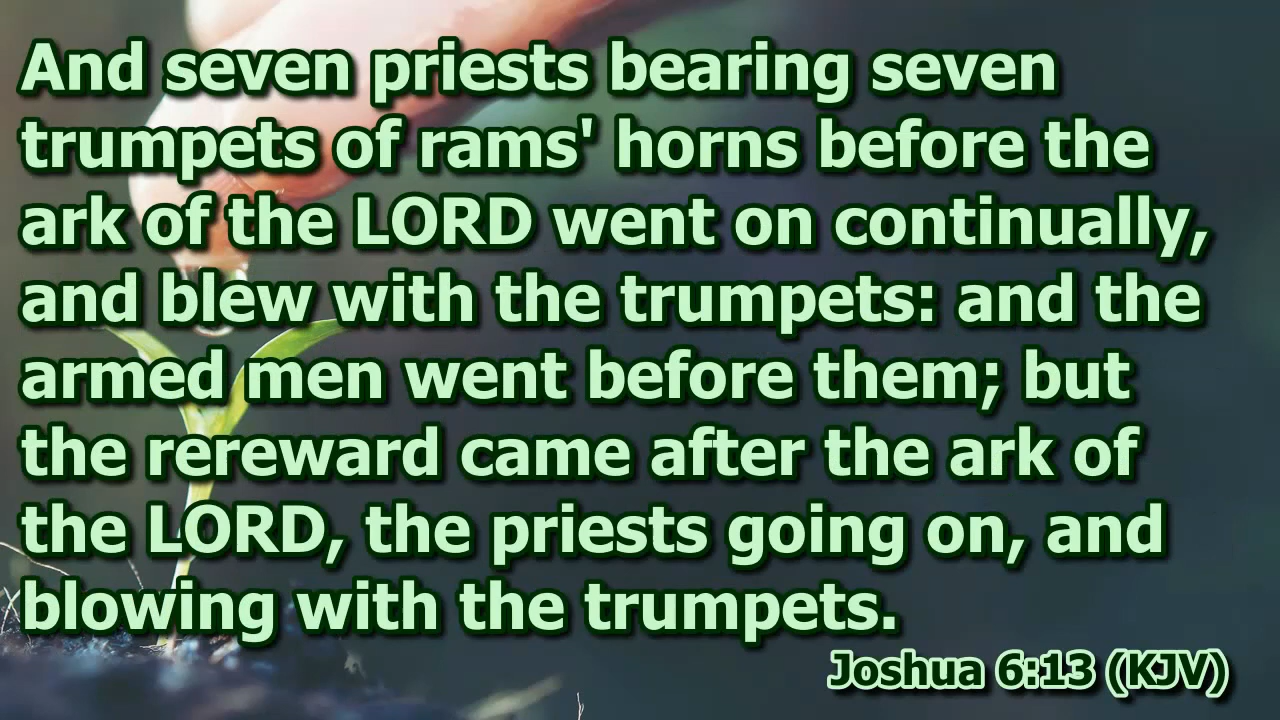 And seven priests bearing seven
trumpets of rams' horns before the
ark of the LORD went on continually,
and blew with the trumpets: and the
armed men went before them; but
the rereward came after the ark of
the LORD, the priests going on, and
blowing with the trumpets.
Joshua 6:13 (KJV)